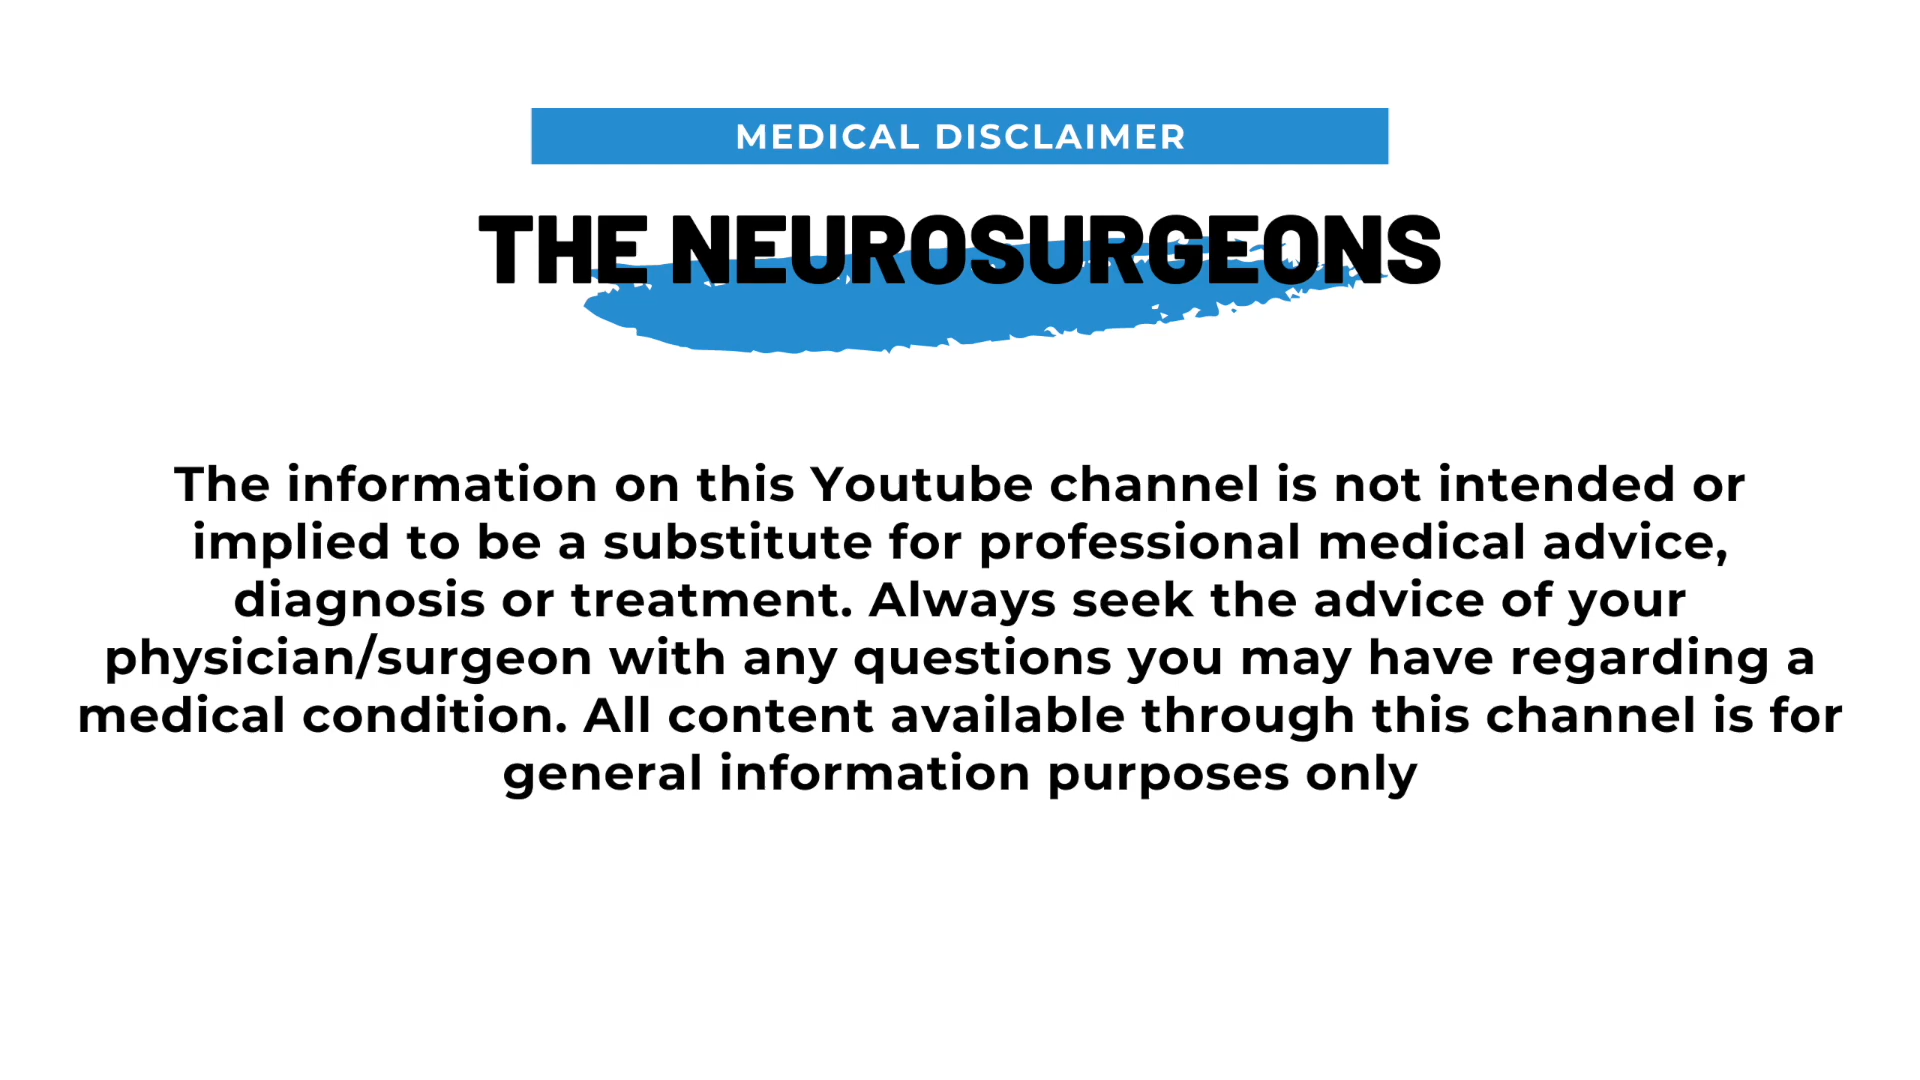 MEDICAL DISCLAIMER
THE NEUROSURGEONS
The information on this Youtube channel is not intended or
implied to be a substitute for professional medical advice,
diagnosis or treatment. Always seek the advice of your
physician/surgeon with any questions you may have regarding a
medical condition. All content available through this channel is for
general information purposes only